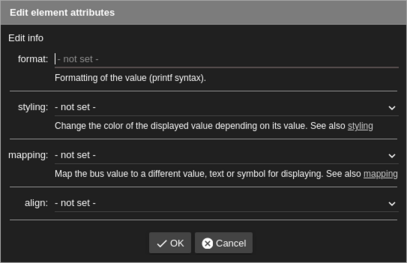 Edit element attributes
Edit info
format: - not set -
Formatting of the value (printf syntax).
styling: - not set -
Change the color of the displayed value depending on its value. See also styling
mapping: - not set -
Map the bus value to a different value, text or symbol for displaying. See also mapping
align: - not set -
OK Cancel